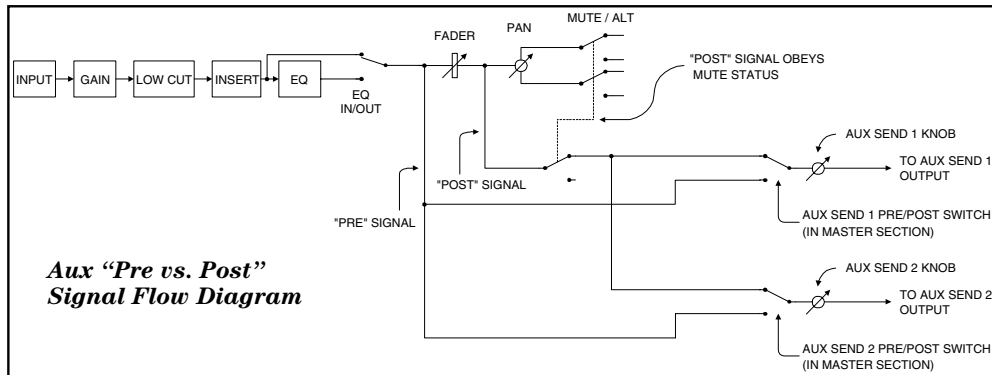 MUTE / ALT
FADER
PAN
INPUT
GAIN
LOW CUT
INSERT
EQ
EQ
IN/OUT
"POST" SIGNAL OBEYS
MUTE STATUS
"POST" SIGNAL
"PRE" SIGNAL
AUX SEND 1 KNOB
TO AUX SEND 1
OUTPUT
AUX SEND 1 PRE/POST SWITCH
(IN MASTER SECTION)
AUX SEND 2 KNOB
TO AUX SEND 2
OUTPUT
AUX SEND 2 PRE/POST SWITCH
(IN MASTER SECTION)
Aux “Pre vs. Post”
Signal Flow Diagram